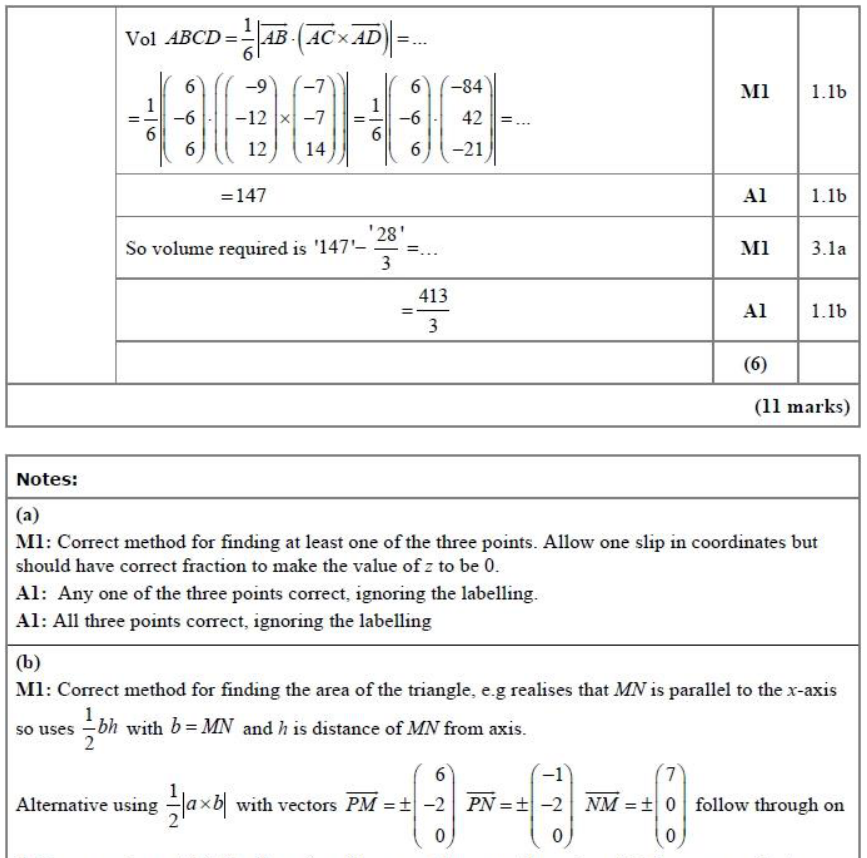 Vol ABCD = 1/6 |AB⃗ · (AC⃗ × AD⃗)| = ...
= 1/6 |(6, −6, 6) · ((−9, −12, 12) × (−7, −7, 14))| = 1/6 |(6, −6, 6) · (−84, 42, −21)| = ... M1 1.1b
= 147 A1 1.1b
So volume required is '147' − '28'/3 = ... M1 3.1a
= 413/3 A1 1.1b
(6)
(11 marks)
Notes:
(a)
M1: Correct method for finding at least one of the three points. Allow one slip in coordinates but
should have correct fraction to make the value of z to be 0.
A1: Any one of the three points correct, ignoring the labelling.
A1: All three points correct, ignoring the labelling
(b)
M1: Correct method for finding the area of the triangle, e.g realises that MN is parallel to the x-axis
so uses 1/2 bh with b = MN and h is distance of MN from axis.
Alternative using 1/2 |a×b| with vectors PM⃗ = ±(6, −2, 0) PN⃗ = ±(−1, −2, 0) NM⃗ = ±(7, 0, 0) follow through on